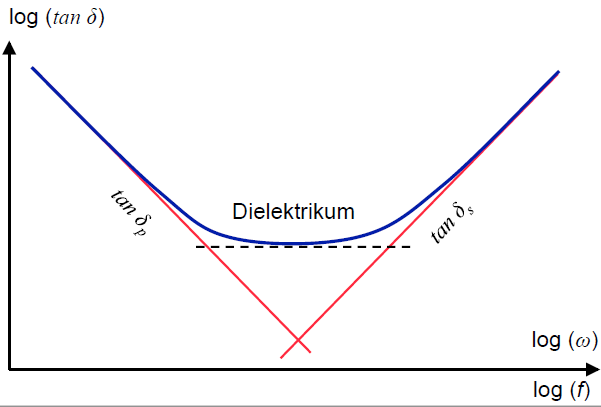 log (tan δ)
tan δp
Dielektrikum
tan δs
log (ω)
log (f)